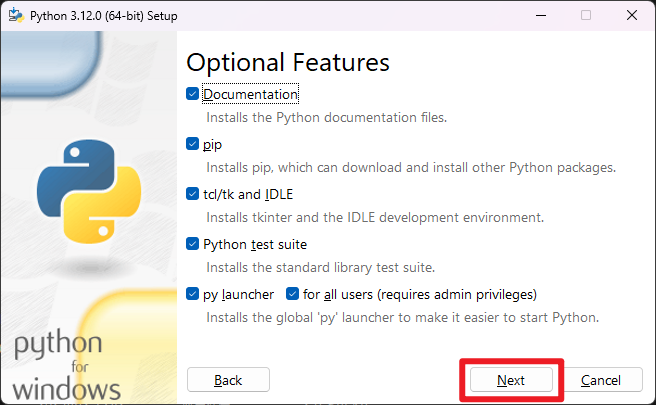 Python 3.12.0 (64-bit) Setup
Optional Features
Documentation
Installs the Python documentation files.
pip
Installs pip, which can download and install other Python packages.
tcl/tk and IDLE
Installs tkinter and the IDLE development environment.
Python test suite
Installs the standard library test suite.
py launcher for all users (requires admin privileges)
Installs the global 'py' launcher to make it easier to start Python.
python
for
windows
Back Next Cancel